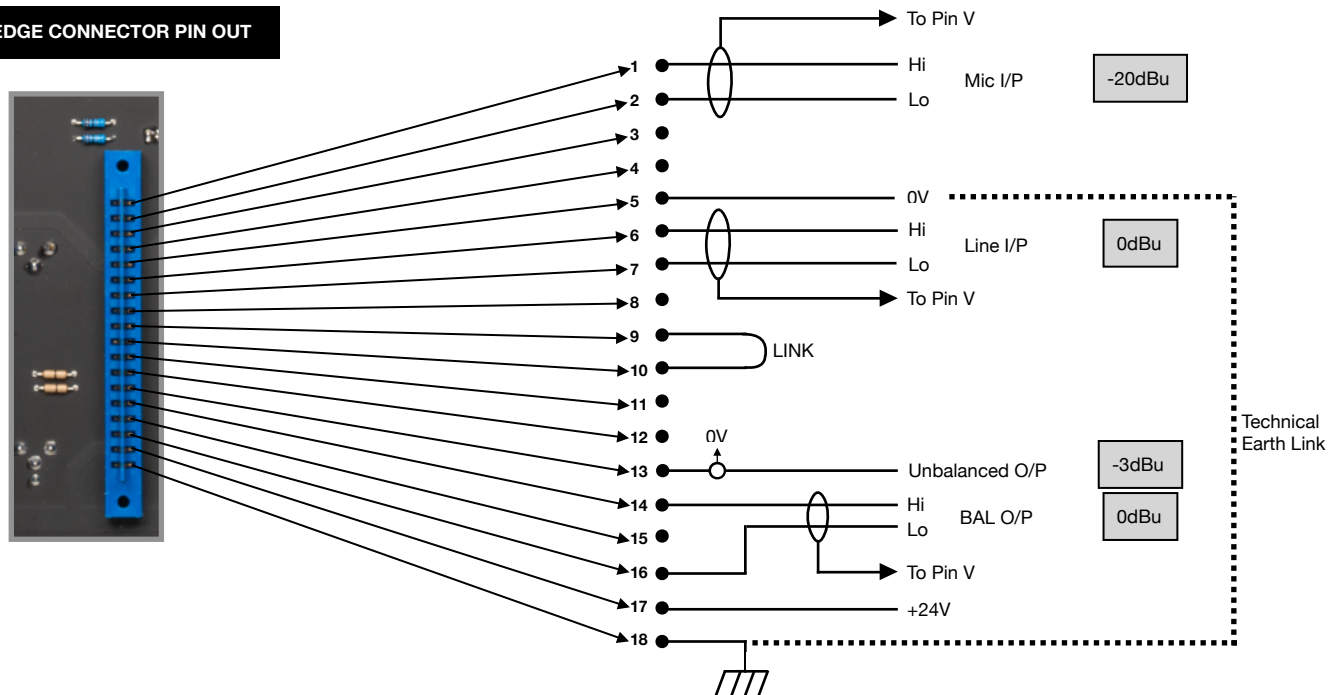 EDGE CONNECTOR PIN OUT
To Pin V
1
Hi
Mic I/P
-20dBu
2
Lo
3
4
5
0V
6
Hi
Line I/P
0dBu
7
Lo
8
To Pin V
9
LINK
10
11
12
0V
Technical
Earth Link
13
Unbalanced O/P
-3dBu
14
Hi
BAL O/P
0dBu
Lo
15
16
To Pin V
17
+24V
18